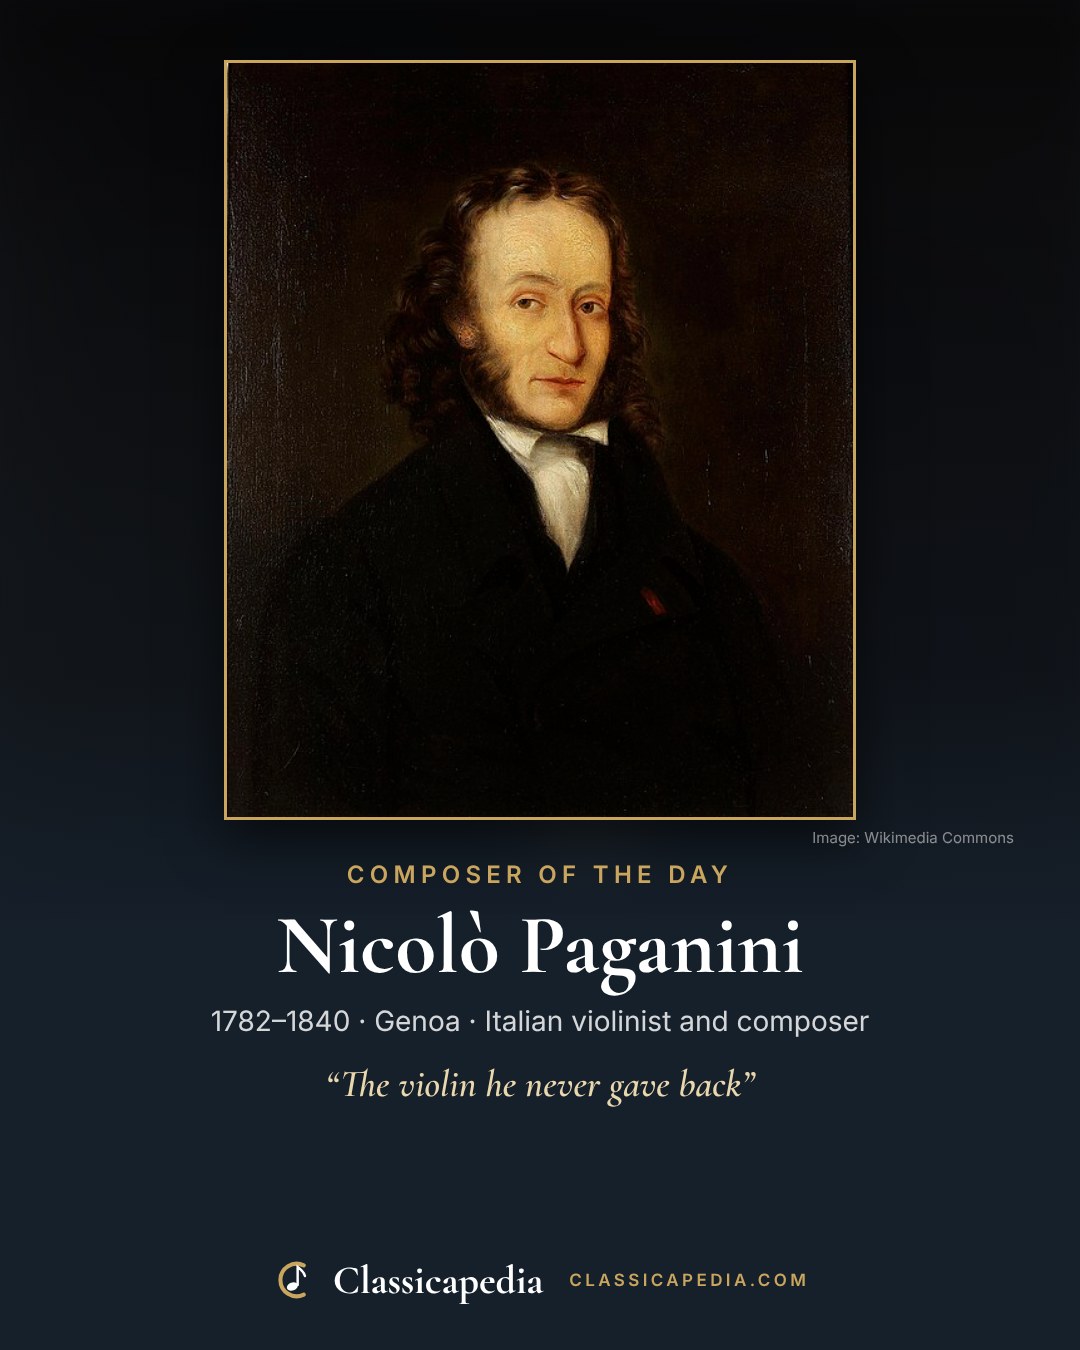 Image: Wikimedia Commons
COMPOSER OF THE DAY
Nicolò Paganini
1782–1840 · Genoa · Italian violinist and composer
“The violin he never gave back”
Classicapedia CLASSICAPEDIA.COM